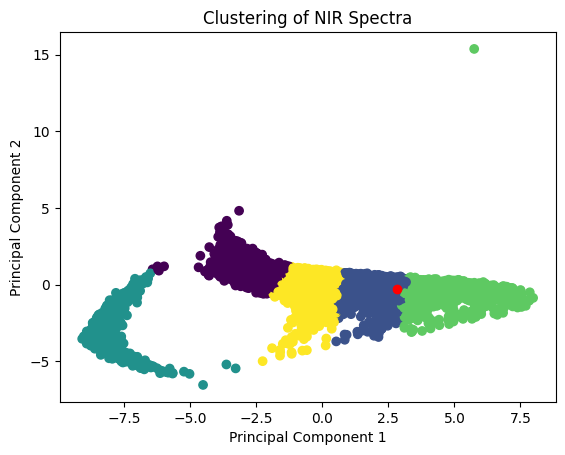 Clustering of NIR Spectra
15
10
5
0
−5
−7.5 −5.0 −2.5 0.0 2.5 5.0 7.5
Principal Component 2
Principal Component 1